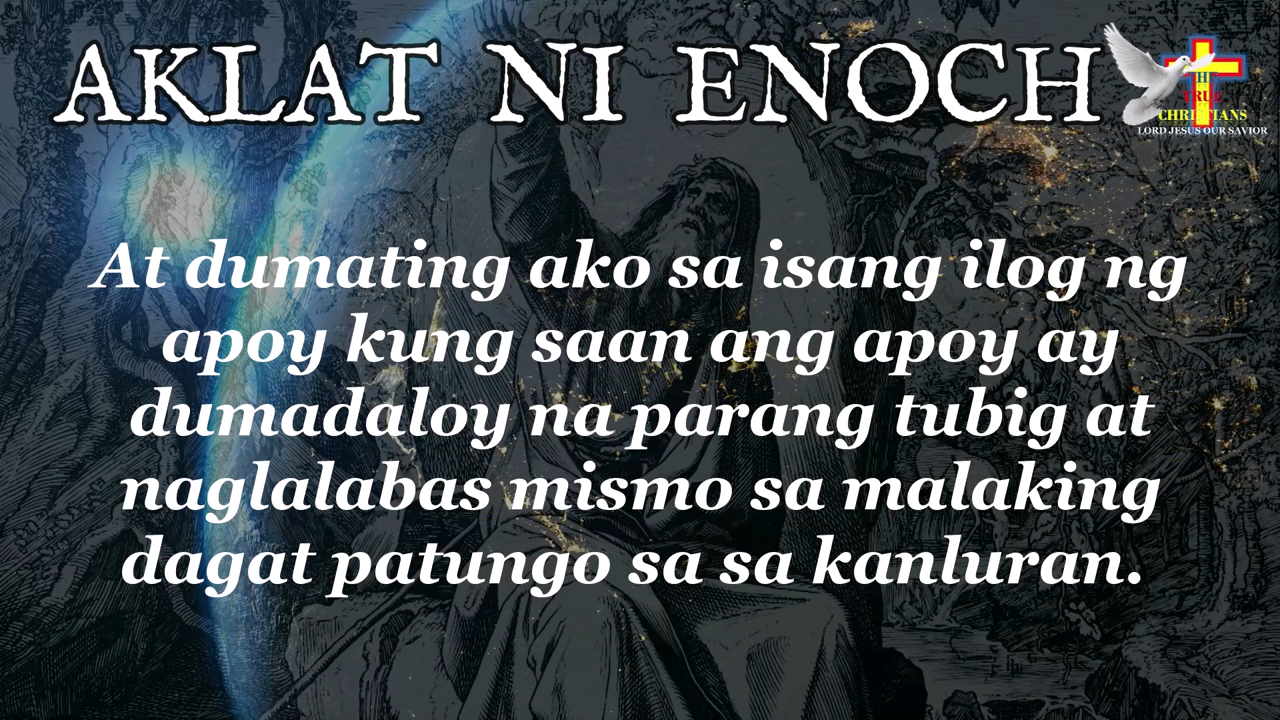 AKLAT NI ENOCH
TRUE
CHRISTIANS
LORD JESUS OUR SAVIOR
At dumating ako sa isang ilog ng
apoy kung saan ang apoy ay
dumadaloy na parang tubig at
naglalabas mismo sa malaking
dagat patungo sa sa kanluran.